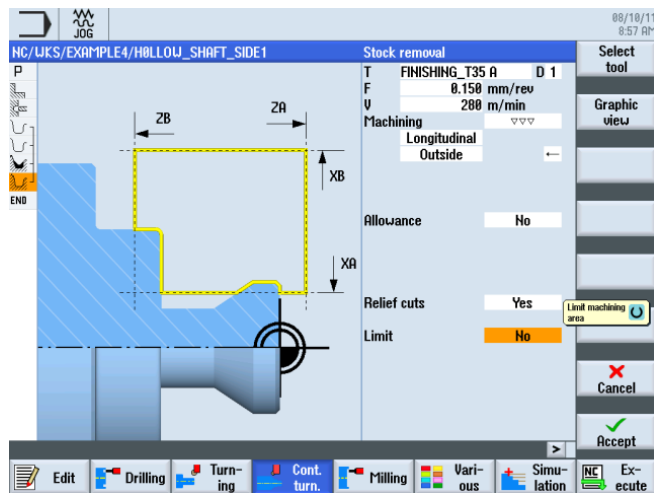 JOG
08/10/11
8:57 AM
NC/WKS/EXAMPLE4/HOLLOW_SHAFT_SIDE1
Stock removal
Select
tool
P
T FINISHING_T35 A D 1
F 0.150 mm/rev
V 280 m/min
Machining ▽▽▽
Longitudinal
Outside ←
Graphic
view
ZB
ZA
XB
XA
END
Allowance No
Relief cuts Yes
Limit machining
area
Limit No
Cancel
Accept
>
Edit
Drilling
Turn-
ing
Cont.
turn.
Milling
Vari-
ous
Simu-
lation
NC
Ex-
ecute